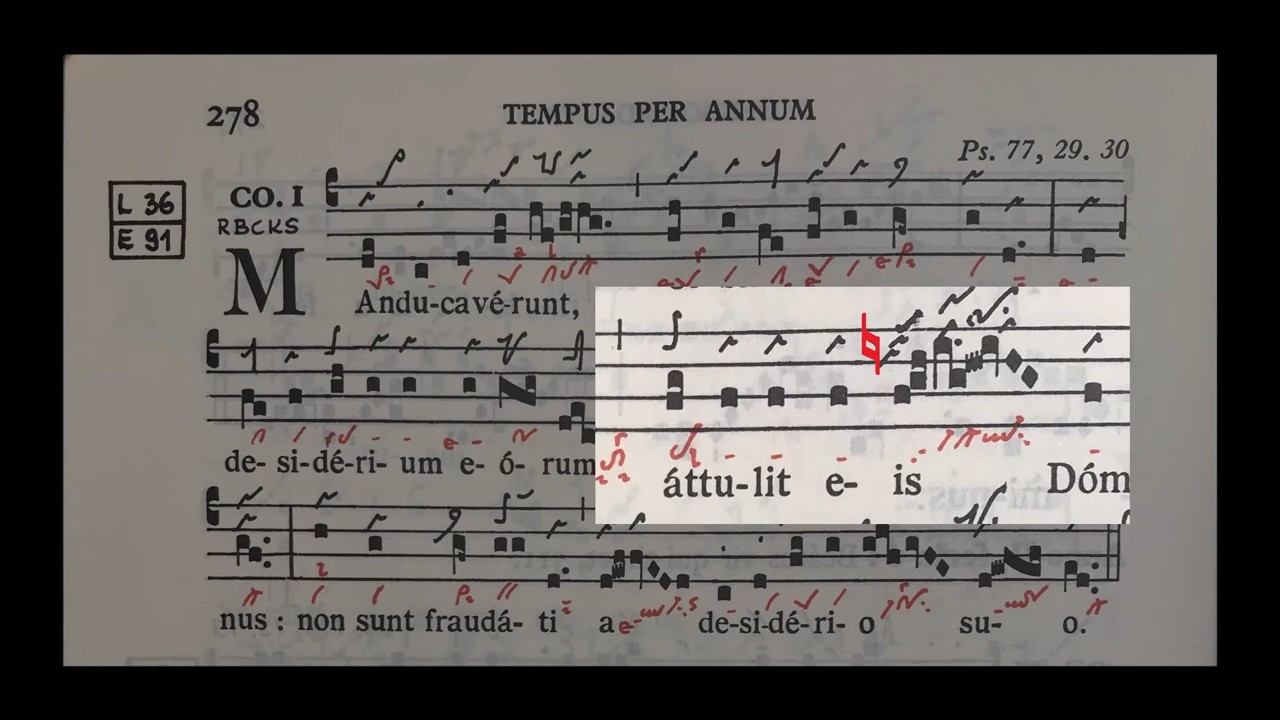 278 TEMPUS PER ANNUM
Ps. 77, 29. 30
L 36
E 91
CO. I
RBCKS
MAndu-cavé-runt,
de- si-dé-ri- um e- ó- rum
áttu-lit e- is Dóm
nus : non sunt fraudá- ti a de-si-dé-ri- o su- o.